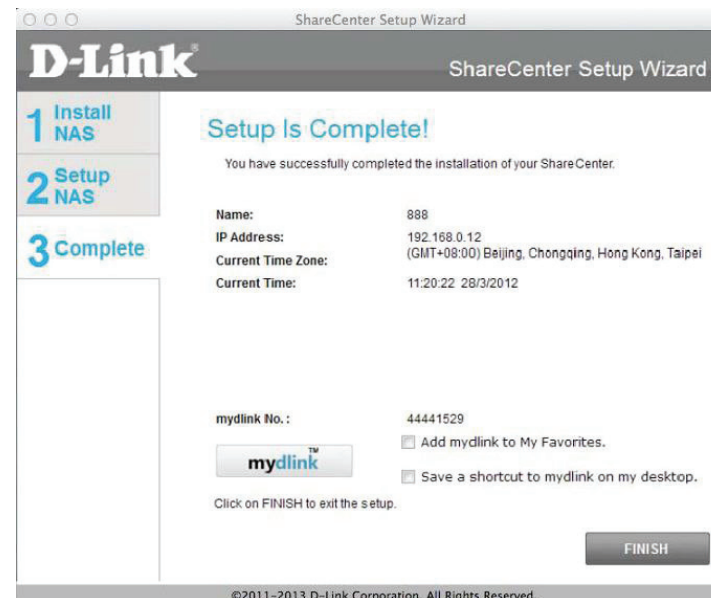 ShareCenter Setup Wizard
D-Link®
ShareCenter Setup Wizard
1 Install
NAS
2 Setup
NAS
3 Complete
Setup Is Complete!
You have successfully completed the installation of your ShareCenter.
Name: 888
IP Address: 192.168.0.12
Current Time Zone: (GMT+08:00) Beijing, Chongqing, Hong Kong, Taipei
Current Time: 11:20:22 28/3/2012
mydlink No. : 44441529
Add mydlink to My Favorites.
mydlink™
Save a shortcut to mydlink on my desktop.
Click on FINISH to exit the setup.
FINISH
©2011-2013 D-Link Corporation. All Rights Reserved.